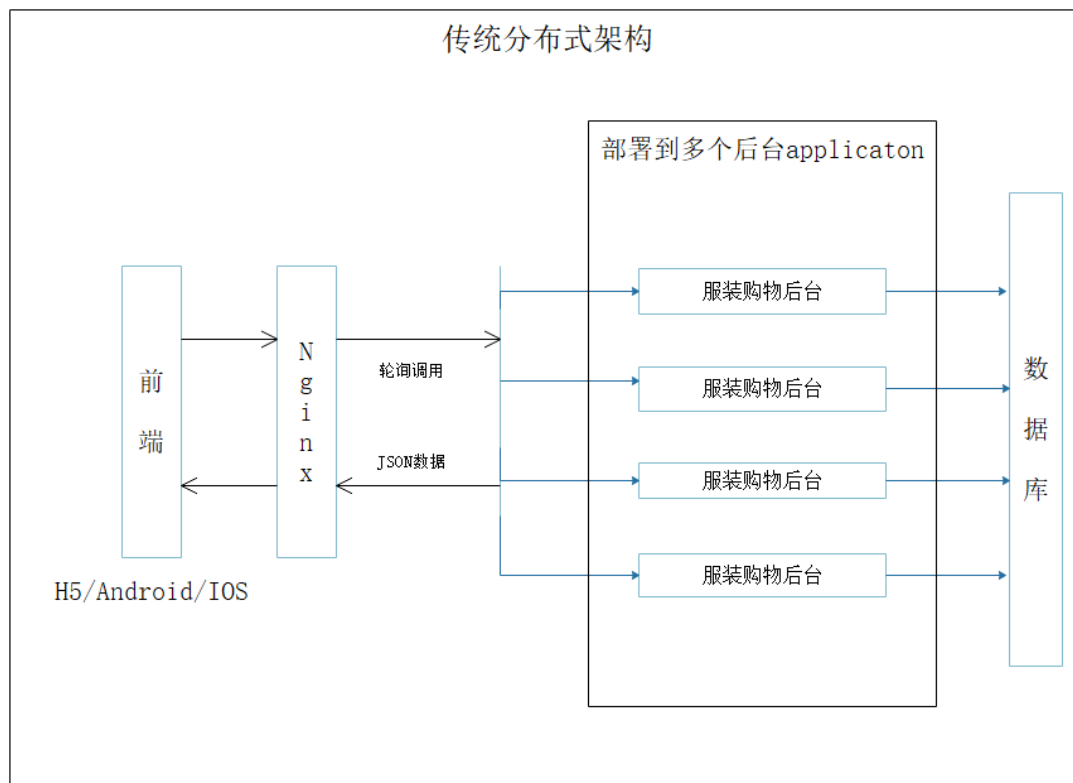 传统分布式架构
部署到多个后台applicaton
服装购物后台
前端
Nginx
轮询调用
服装购物后台
数据库
JSON数据
服装购物后台
服装购物后台
H5/Android/IOS